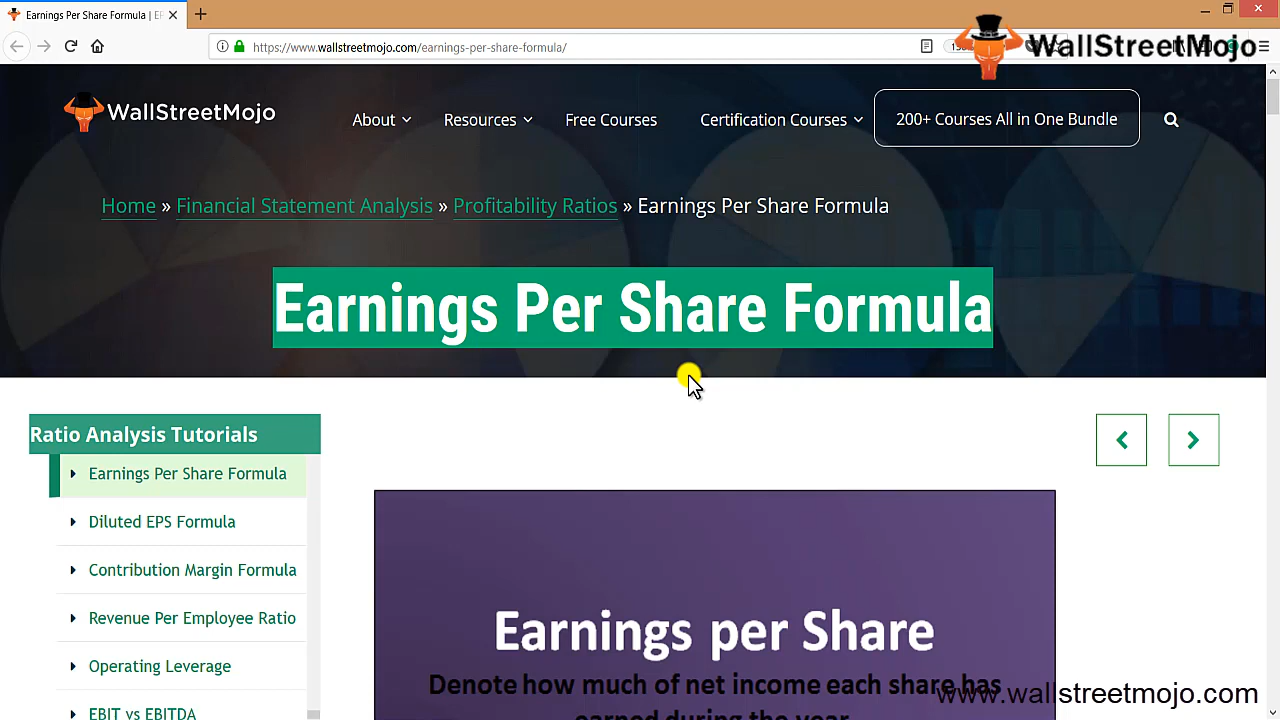 Earnings Per Share Formula |
https://www.wallstreetmojo.com/earnings-per-share-formula/
WallStreetMojo
WallStreetMojo
About
Resources
Free Courses
Certification Courses
200+ Courses All in One Bundle
Home » Financial Statement Analysis » Profitability Ratios » Earnings Per Share Formula
Earnings Per Share Formula
Ratio Analysis Tutorials
Earnings Per Share Formula
Diluted EPS Formula
Contribution Margin Formula
Revenue Per Employee Ratio
Operating Leverage
EBIT vs EBITDA
Earnings per Share
Denote how much of net income each share has
earned during the year
www.wallstreetmojo.com